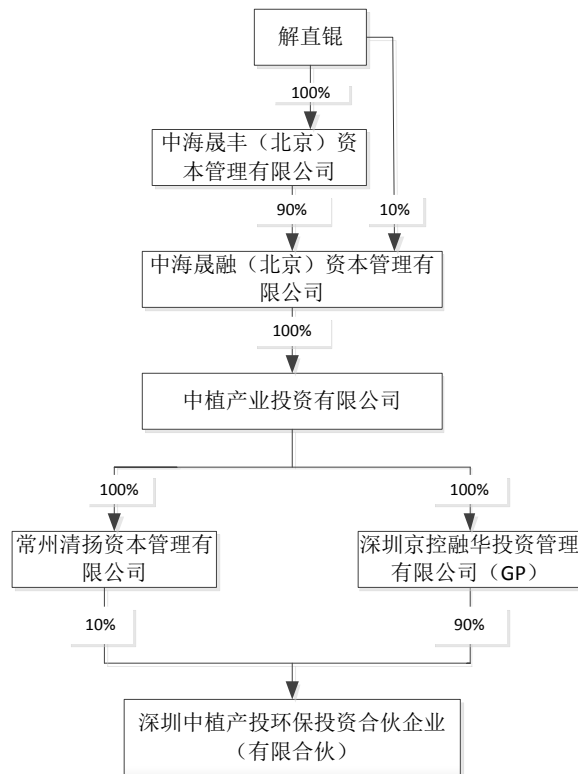 解直锟
100%
中海晟丰（北京）资
本管理有限公司
90%
10%
中海晟融（北京）资本管理有
限公司
100%
中植产业投资有限公司
100%
100%
常州清扬资本管理有
限公司
深圳京控融华投资管理
有限公司（GP）
10%
90%
深圳中植产投环保投资合伙企业
（有限合伙）